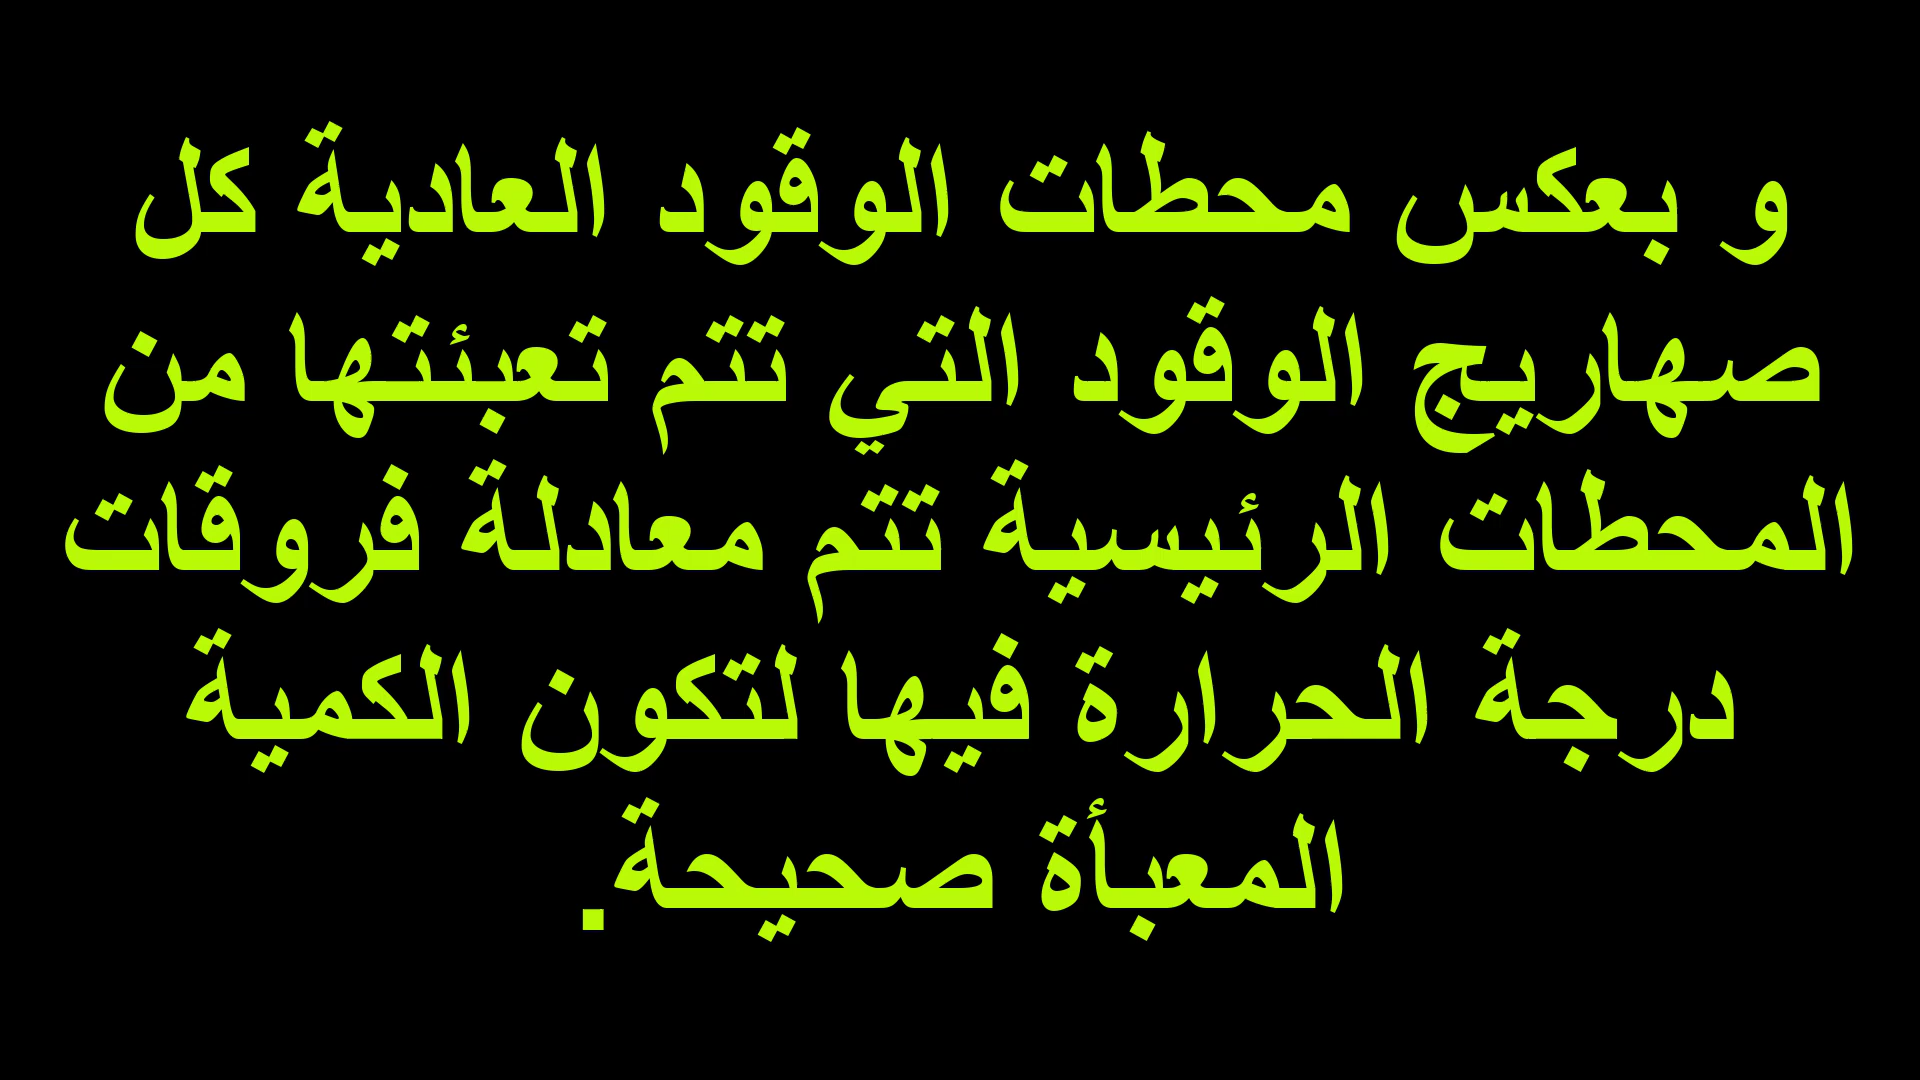 و بعكس محطات الوقود العادية كل
صهاريج الوقود التي تتم تعبئتها من
المحطات الرئيسية تتم معادلة فروقات
درجة الحرارة فيها لتكون الكمية
المعبأة صحيحة.